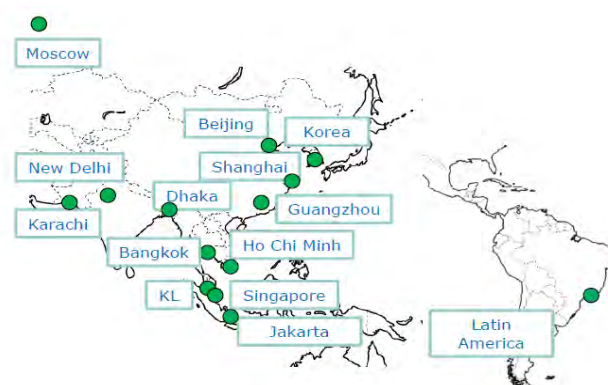 Moscow
Beijing
Korea
New Delhi
Shanghai
Dhaka
Guangzhou
Karachi
Bangkok
Ho Chi Minh
KL
Singapore
Jakarta
Latin
America